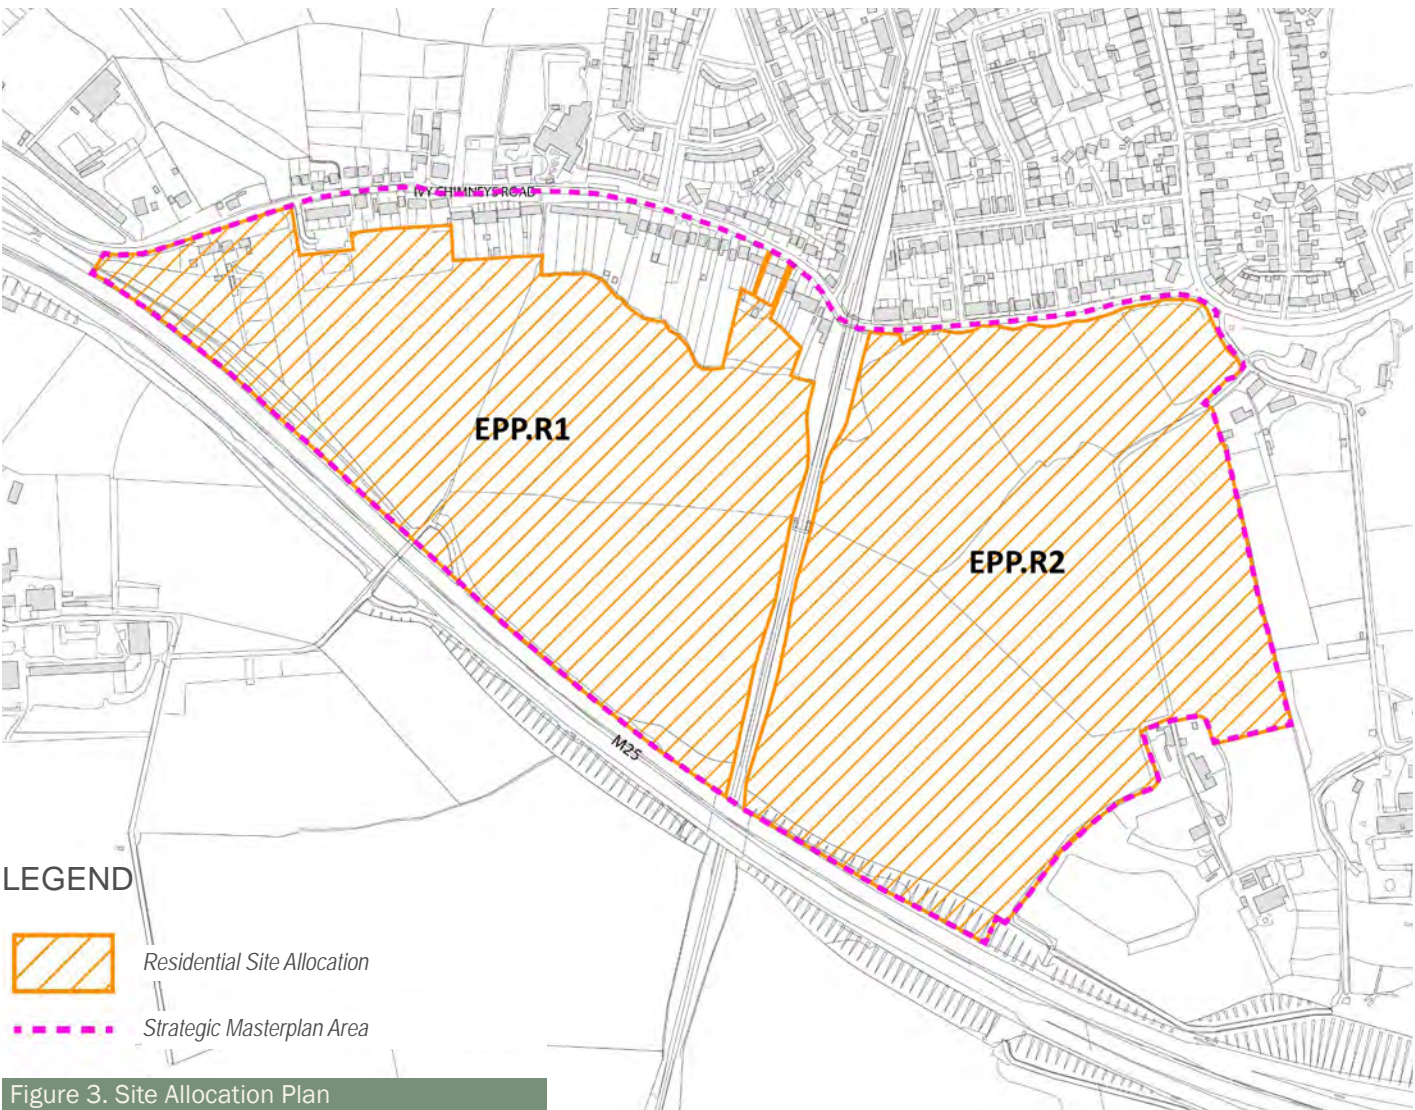 IVY CHIMNEYS ROAD
EPP.R1
EPP.R2
M25
LEGEND
Residential Site Allocation
Strategic Masterplan Area
Figure 3. Site Allocation Plan